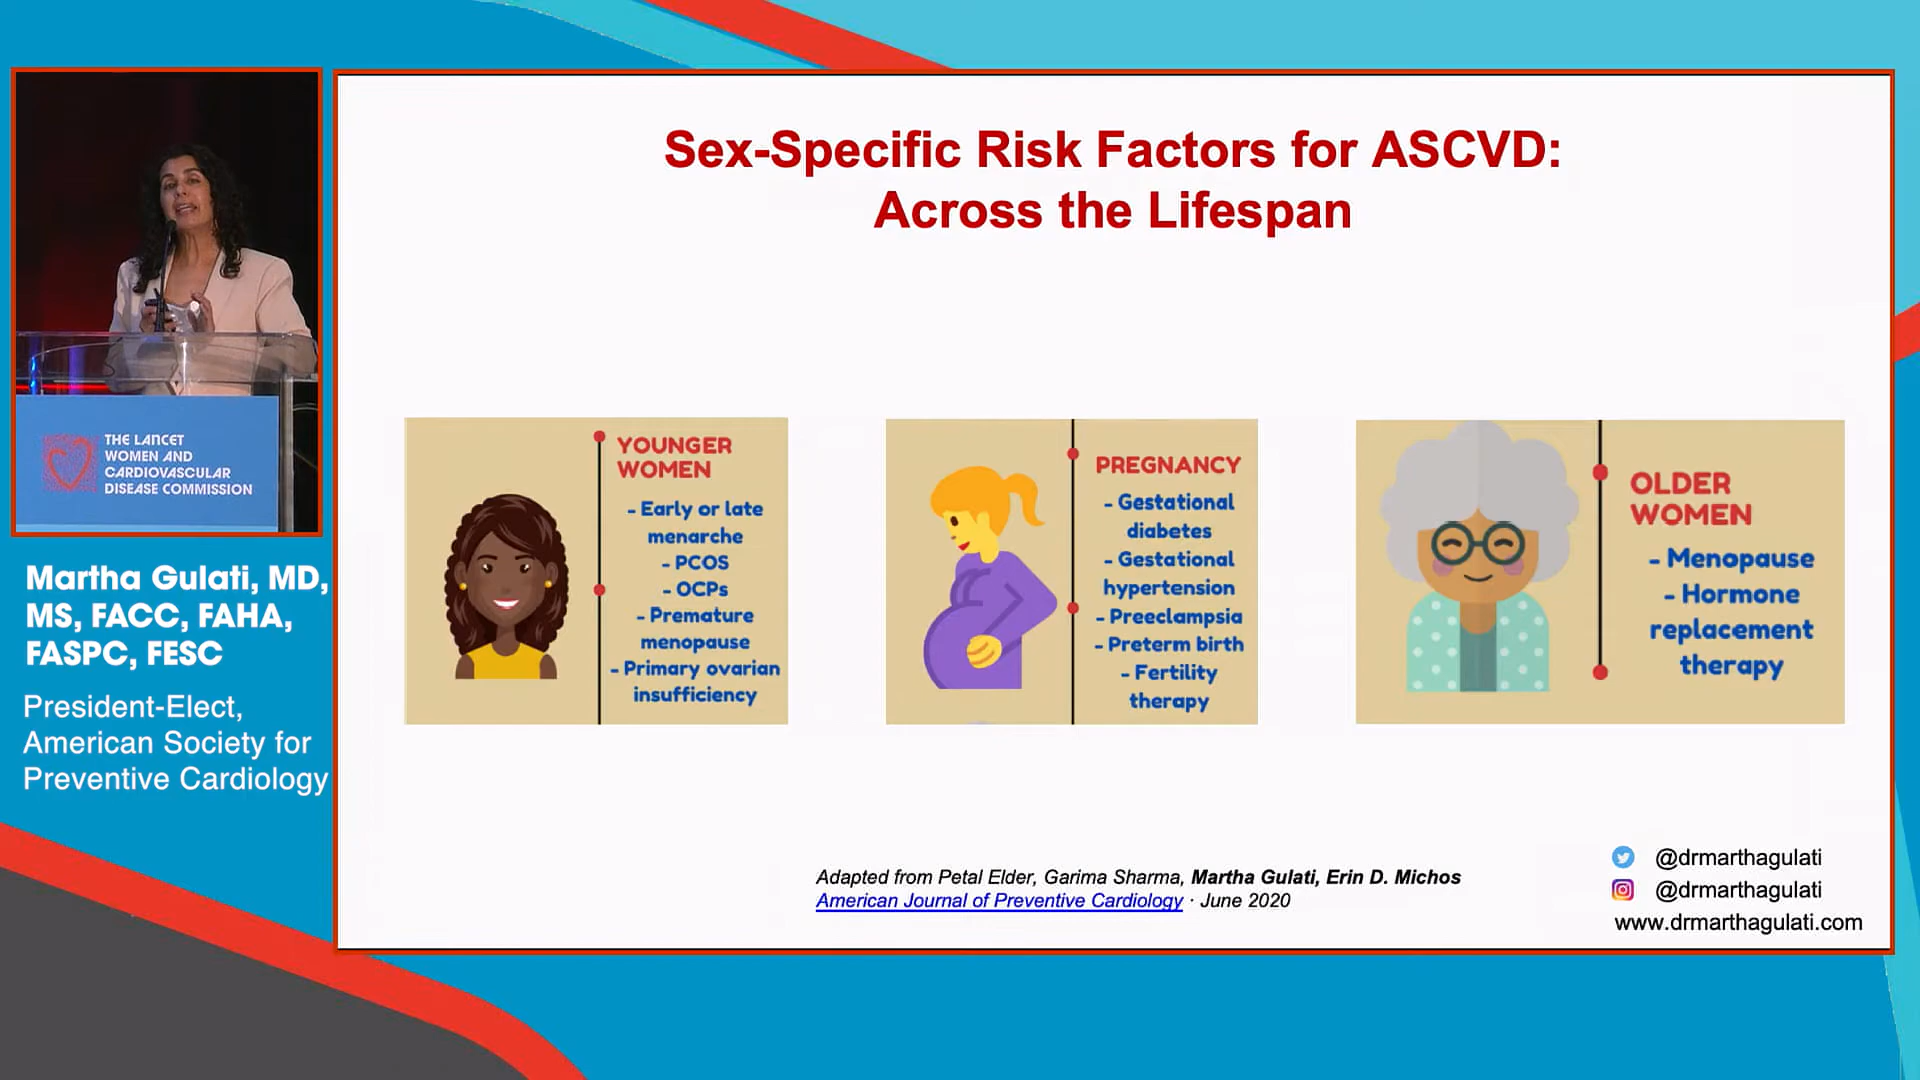 Sex-Specific Risk Factors for ASCVD:
Across the Lifespan
THE LANCET
WOMEN AND
CARDIOVASCULAR
DISEASE COMMISSION
Martha Gulati, MD,
MS, FACC, FAHA,
FASPC, FESC
President-Elect,
American Society for
Preventive Cardiology
YOUNGER
WOMEN
- Early or late
menarche
- PCOS
- OCPs
- Premature
menopause
- Primary ovarian
insufficiency
PREGNANCY
- Gestational
diabetes
- Gestational
hypertension
- Preeclampsia
- Preterm birth
- Fertility
therapy
OLDER
WOMEN
- Menopause
- Hormone
replacement
therapy
Adapted from Petal Elder, Garima Sharma, Martha Gulati, Erin D. Michos
American Journal of Preventive Cardiology · June 2020
@drmarthagulati
@drmarthagulati
www.drmarthagulati.com